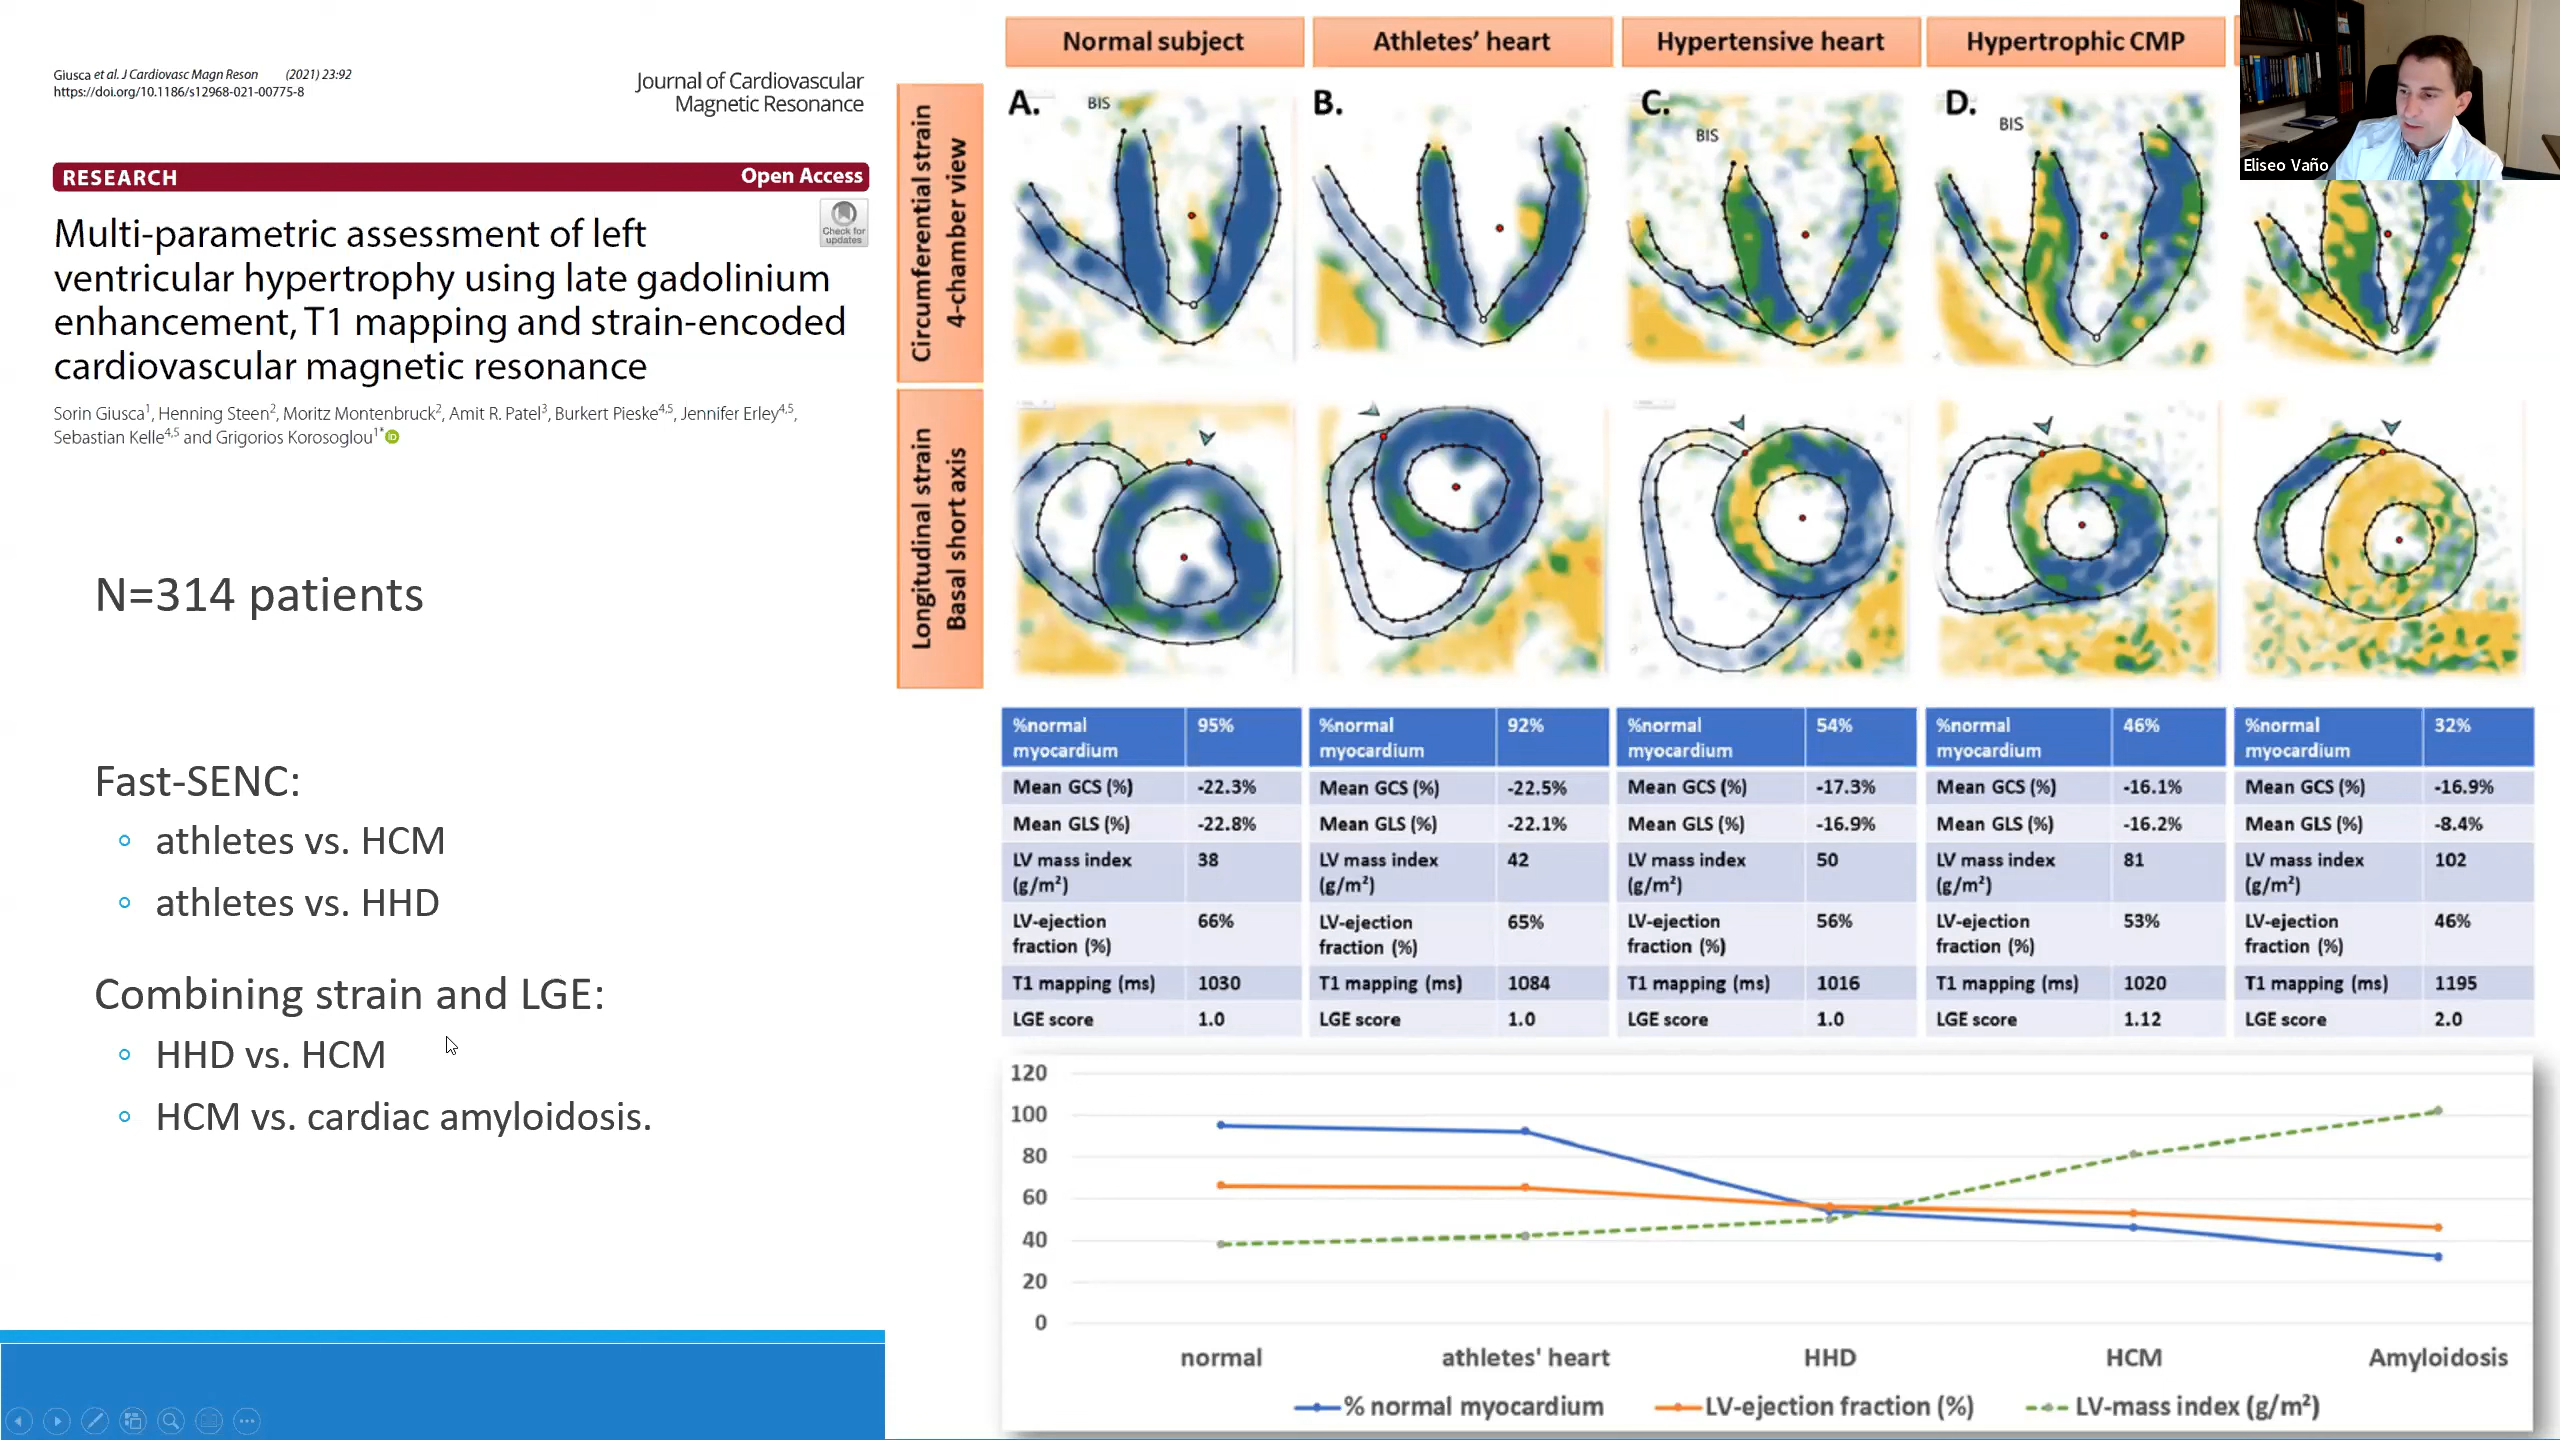 Giusca et al. J Cardiovasc Magn Reson (2021) 23:92
https://doi.org/10.1186/s12968-021-00775-8
Journal of Cardiovascular
Magnetic Resonance
RESEARCH
Open Access
Check for
updates
Multi-parametric assessment of left
ventricular hypertrophy using late gadolinium
enhancement, T1 mapping and strain-encoded
cardiovascular magnetic resonance
Sorin Giusca1, Henning Steen2, Moritz Montenbruck2, Amit R. Patel3, Burkert Pieske4,5, Jennifer Erley4,5,
Sebastian Kelle4,5 and Grigorios Korosoglou1*
iD
N=314 patients
Fast-SENC:
athletes vs. HCM
athletes vs. HHD
Combining strain and LGE:
HHD vs. HCM
HCM vs. cardiac amyloidosis.
Normal subject
Athletes' heart
Hypertensive heart
Hypertrophic CMP
Eliseo Vaño
Circumferential strain
4-chamber view
A.
BIS
B.
C.
BIS
D.
BIS
Longitudinal strain
Basal short axis
%normal myocardium 95%
Mean GCS (%) -22.3%
Mean GLS (%) -22.8%
LV mass index (g/m²) 38
LV-ejection fraction (%) 66%
T1 mapping (ms) 1030
LGE score 1.0
%normal myocardium 92%
Mean GCS (%) -22.5%
Mean GLS (%) -22.1%
LV mass index (g/m²) 42
LV-ejection fraction (%) 65%
T1 mapping (ms) 1084
LGE score 1.0
%normal myocardium 54%
Mean GCS (%) -17.3%
Mean GLS (%) -16.9%
LV mass index (g/m²) 50
LV-ejection fraction (%) 56%
T1 mapping (ms) 1016
LGE score 1.0
%normal myocardium 46%
Mean GCS (%) -16.1%
Mean GLS (%) -16.2%
LV mass index (g/m²) 81
LV-ejection fraction (%) 53%
T1 mapping (ms) 1020
LGE score 1.12
%normal myocardium 32%
Mean GCS (%) -16.9%
Mean GLS (%) -8.4%
LV mass index (g/m²) 102
LV-ejection fraction (%) 46%
T1 mapping (ms) 1195
LGE score 2.0
120
100
80
60
40
20
0
normal athletes' heart HHD HCM Amyloidosis
% normal myocardium LV-ejection fraction (%) LV-mass index (g/m²)